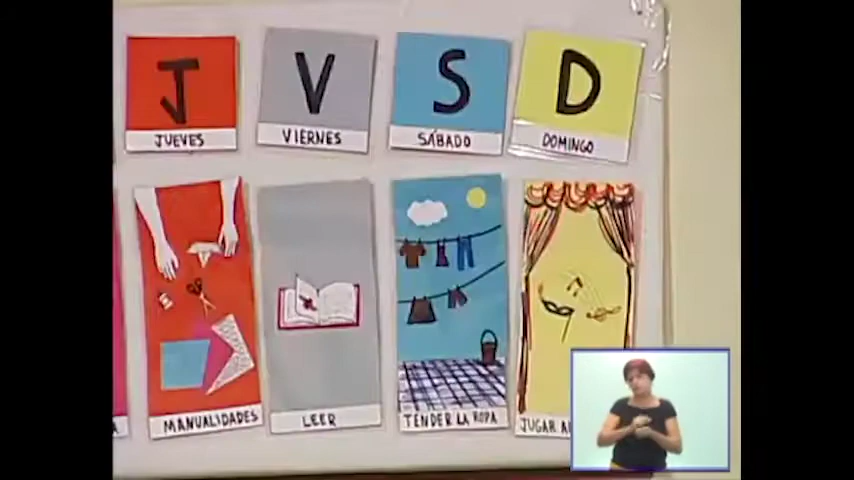 J
V
S
D
JUEVES
VIERNES
SÁBADO
DOMINGO
MANUALIDADES
LEER
TENDER LA ROPA
JUGAR